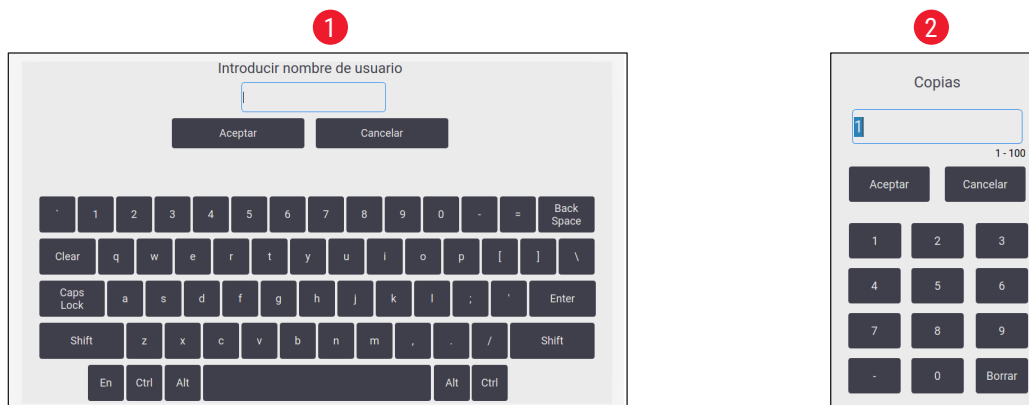 1
Introducir nombre de usuario
Aceptar Cancelar
` 1 2 3 4 5 6 7 8 9 0 - = Back Space
Clear q w e r t y u i o p [ ] \
Caps Lock a s d f g h j k l ; ' Enter
Shift z x c v b n m , . / Shift
En Ctrl Alt Alt Ctrl
2
Copias
1
1 - 100
Aceptar Cancelar
1 2 3
4 5 6
7 8 9
- 0 Borrar